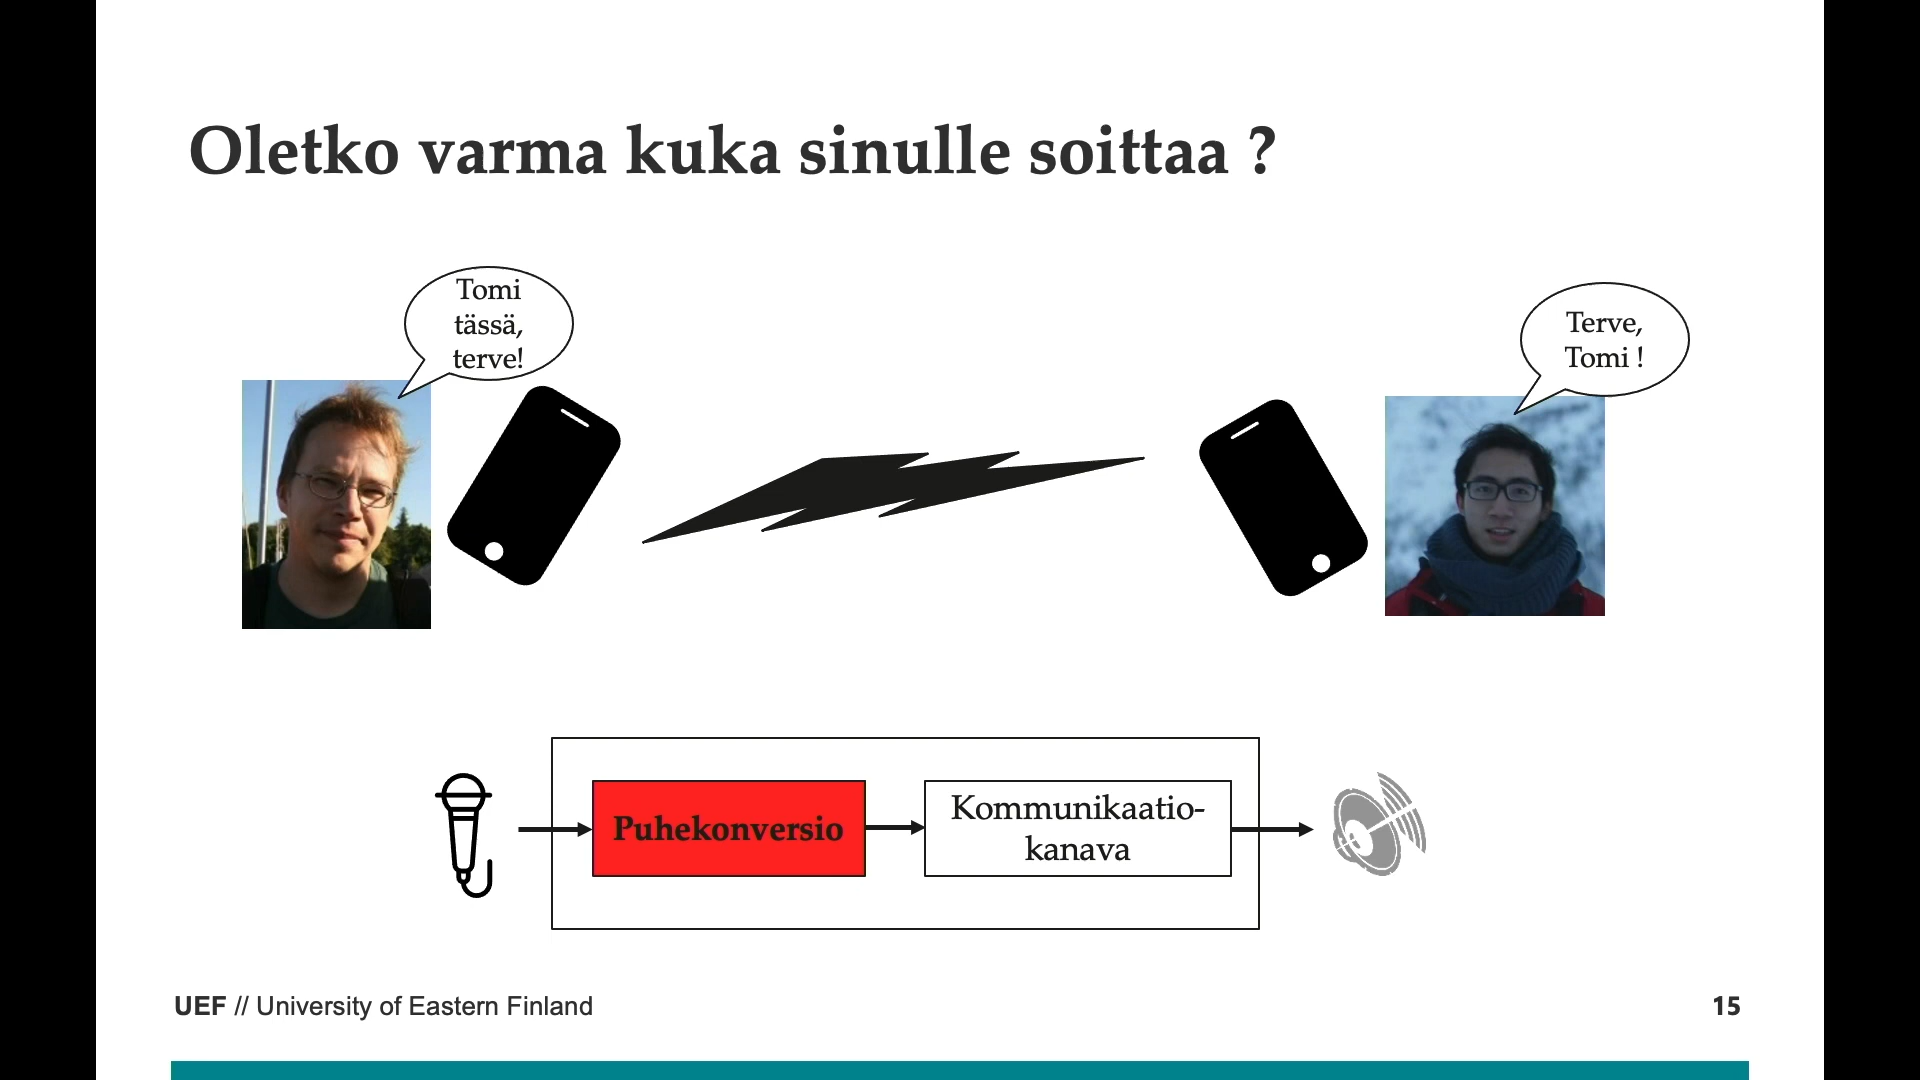 Oletko varma kuka sinulle soittaa ?
Tomi
tässä,
terve!
Terve,
Tomi !
Puhekonversio
Kommunikaatio-
kanava
UEF // University of Eastern Finland
15